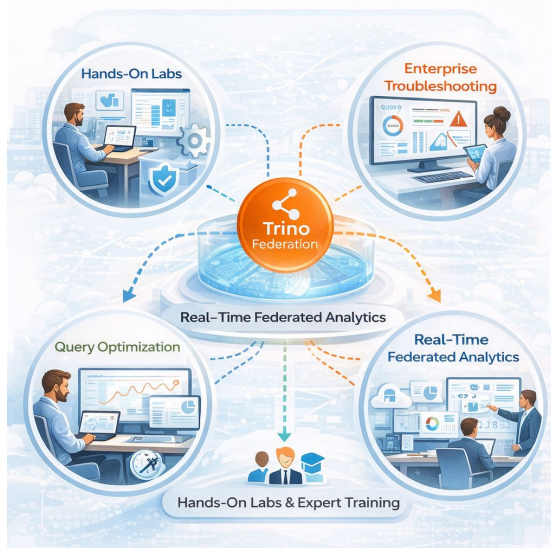 Hands-On Labs
Enterprise
Troubleshooting
Trino
Federation
Real-Time Federated Analytics
Query Optimization
Real-Time
Federated Analytics
Hands-On Labs & Expert Training